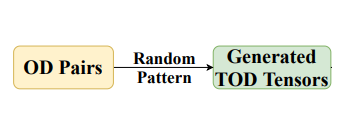 OD Pairs
Random
Pattern
Generated
TOD Tensors